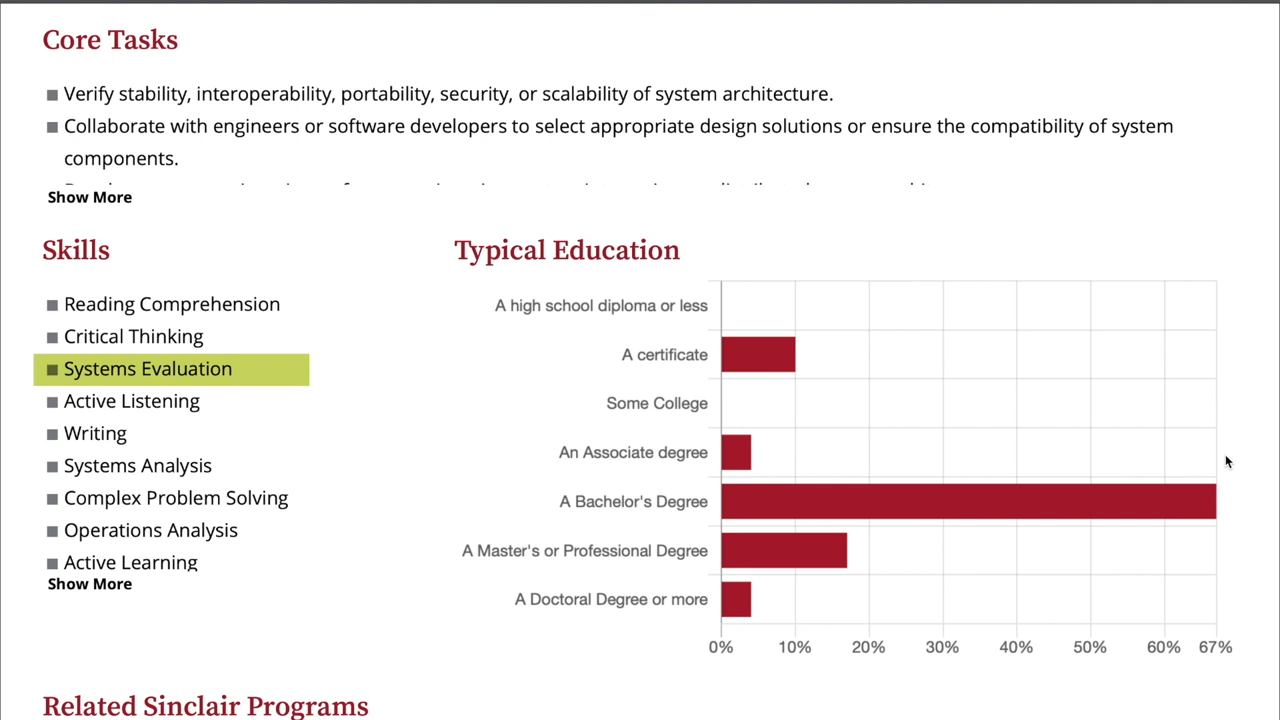 Core Tasks
Verify stability, interoperability, portability, security, or scalability of system architecture.
Collaborate with engineers or software developers to select appropriate design solutions or ensure the compatibility of system
components.
Show More
Skills
Reading Comprehension
Critical Thinking
Systems Evaluation
Active Listening
Writing
Systems Analysis
Complex Problem Solving
Operations Analysis
Active Learning
Show More
Typical Education
A high school diploma or less
A certificate
Some College
An Associate degree
A Bachelor's Degree
A Master's or Professional Degree
A Doctoral Degree or more
0% 10% 20% 30% 40% 50% 60% 67%
Related Sinclair Programs